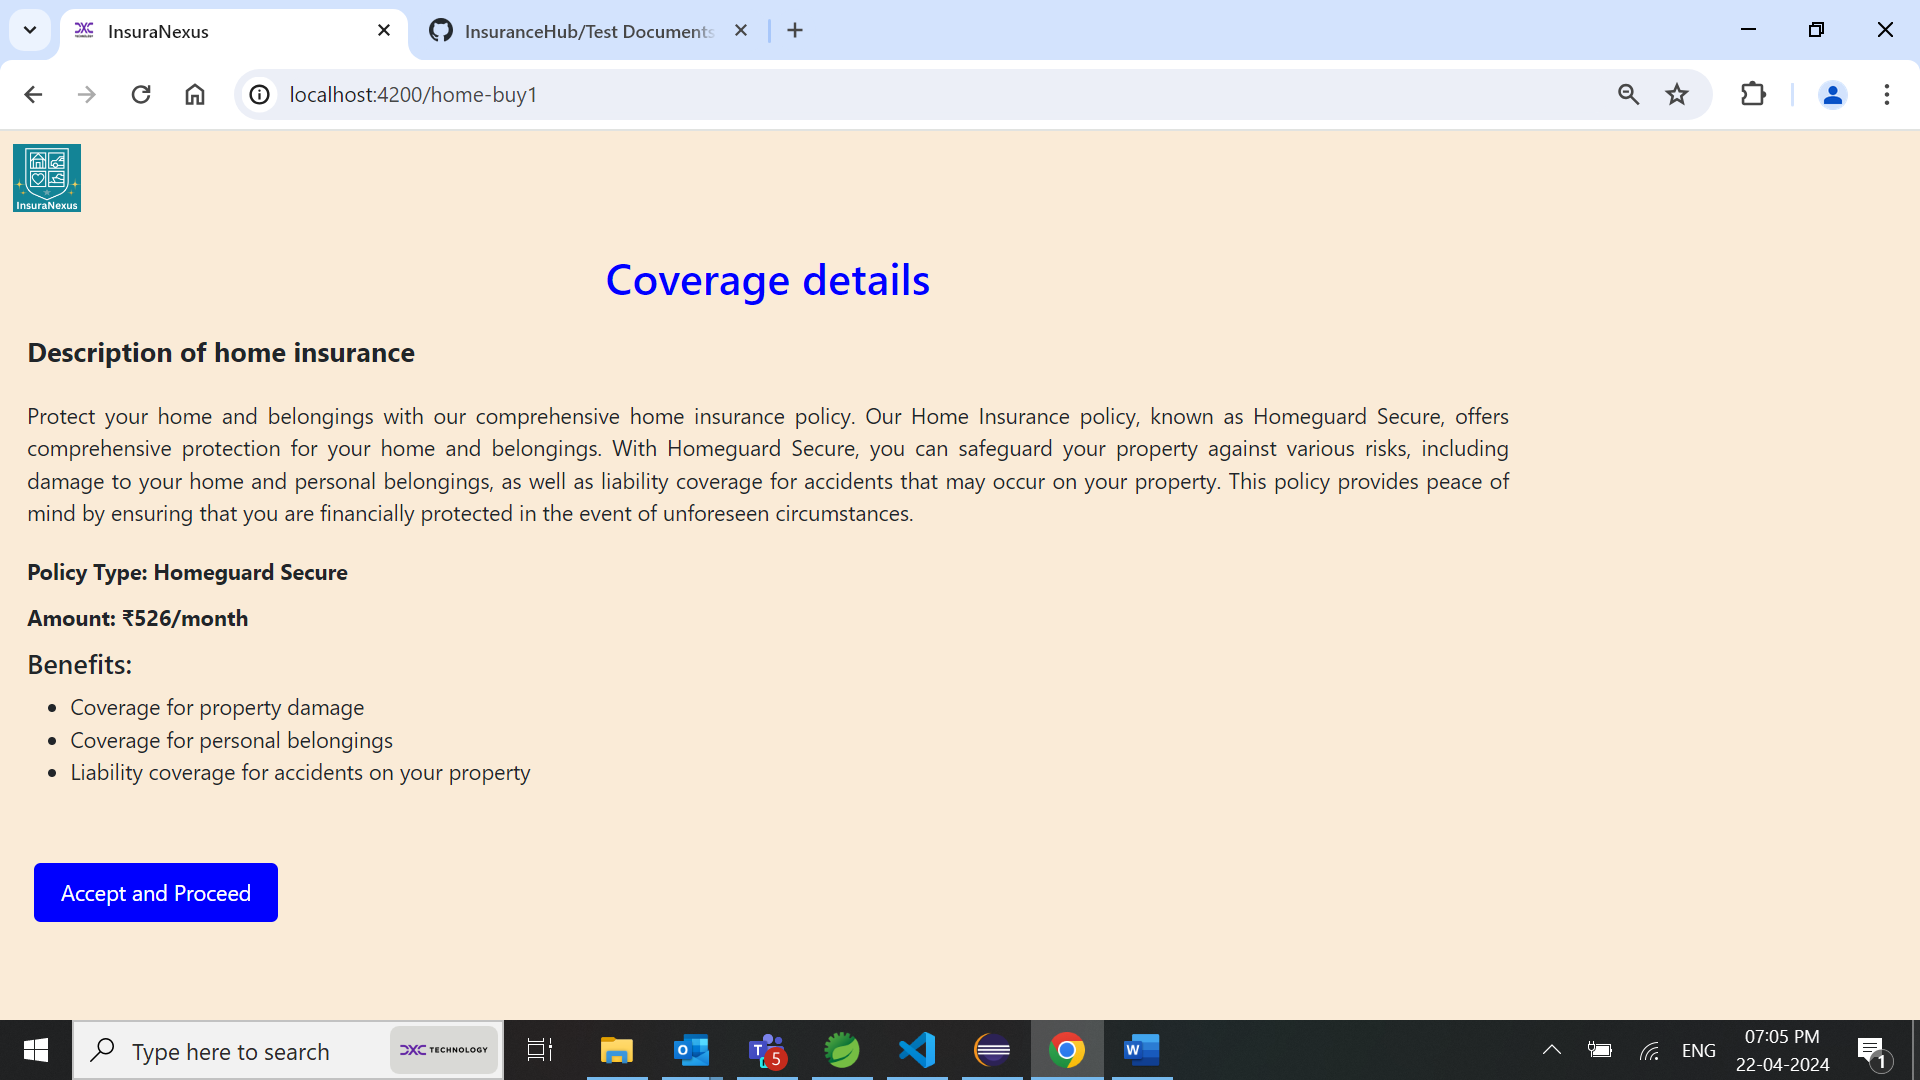 InsuraNexus
InsuranceHub/Test Documents
localhost:4200/home-buy1
InsuraNexus
Coverage details
Description of home insurance
Protect your home and belongings with our comprehensive home insurance policy. Our Home Insurance policy, known as Homeguard Secure, offers
comprehensive protection for your home and belongings. With Homeguard Secure, you can safeguard your property against various risks, including
damage to your home and personal belongings, as well as liability coverage for accidents that may occur on your property. This policy provides peace of
mind by ensuring that you are financially protected in the event of unforeseen circumstances.
Policy Type: Homeguard Secure
Amount: ₹526/month
Benefits:
• Coverage for property damage
• Coverage for personal belongings
• Liability coverage for accidents on your property
Accept and Proceed
Type here to search
DXC TECHNOLOGY
5
ENG
07:05 PM
22-04-2024
1